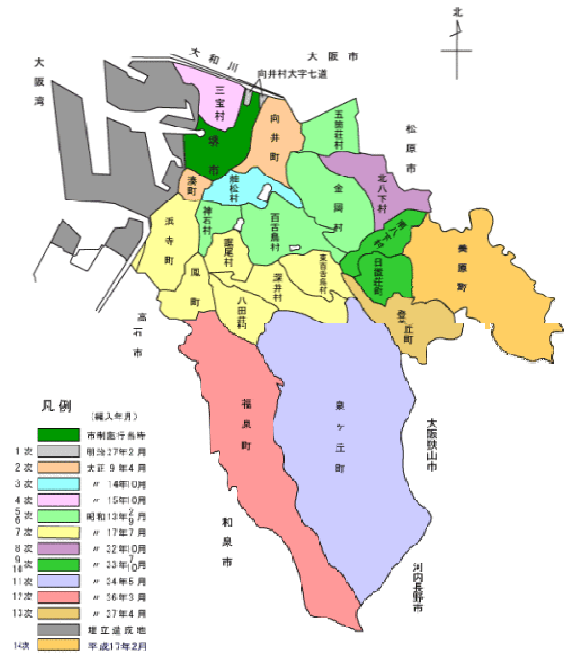 北
大和川
大阪市
大阪湾
向井村大字七道
三宝村
向井町
五箇荘村
松原市
堺市
北八下村
湊町
神石村
百舌鳥村
金岡村
南八下村
浜寺町
踞尾村
東百舌鳥村
日置荘町
美原町
鳳町
深井村
八田荘村
登美丘町
高石市
福泉町
泉ヶ丘町
大阪狭山市
和泉市
河内長野市
凡例
(編入年月)
市制施行当時
1次 明治27年2月
2次 大正9年4月
3次 〃 14年10月
4次 〃 15年10月
5次 6 昭和13年2 9月
7次 〃 17年7月
8次 〃 32年10月
9次 10 〃 33年7 10月
11次 〃 34年5月
12次 〃 36年3月
13次 〃 37年4月
埋立造成地
14次 平成17年2月